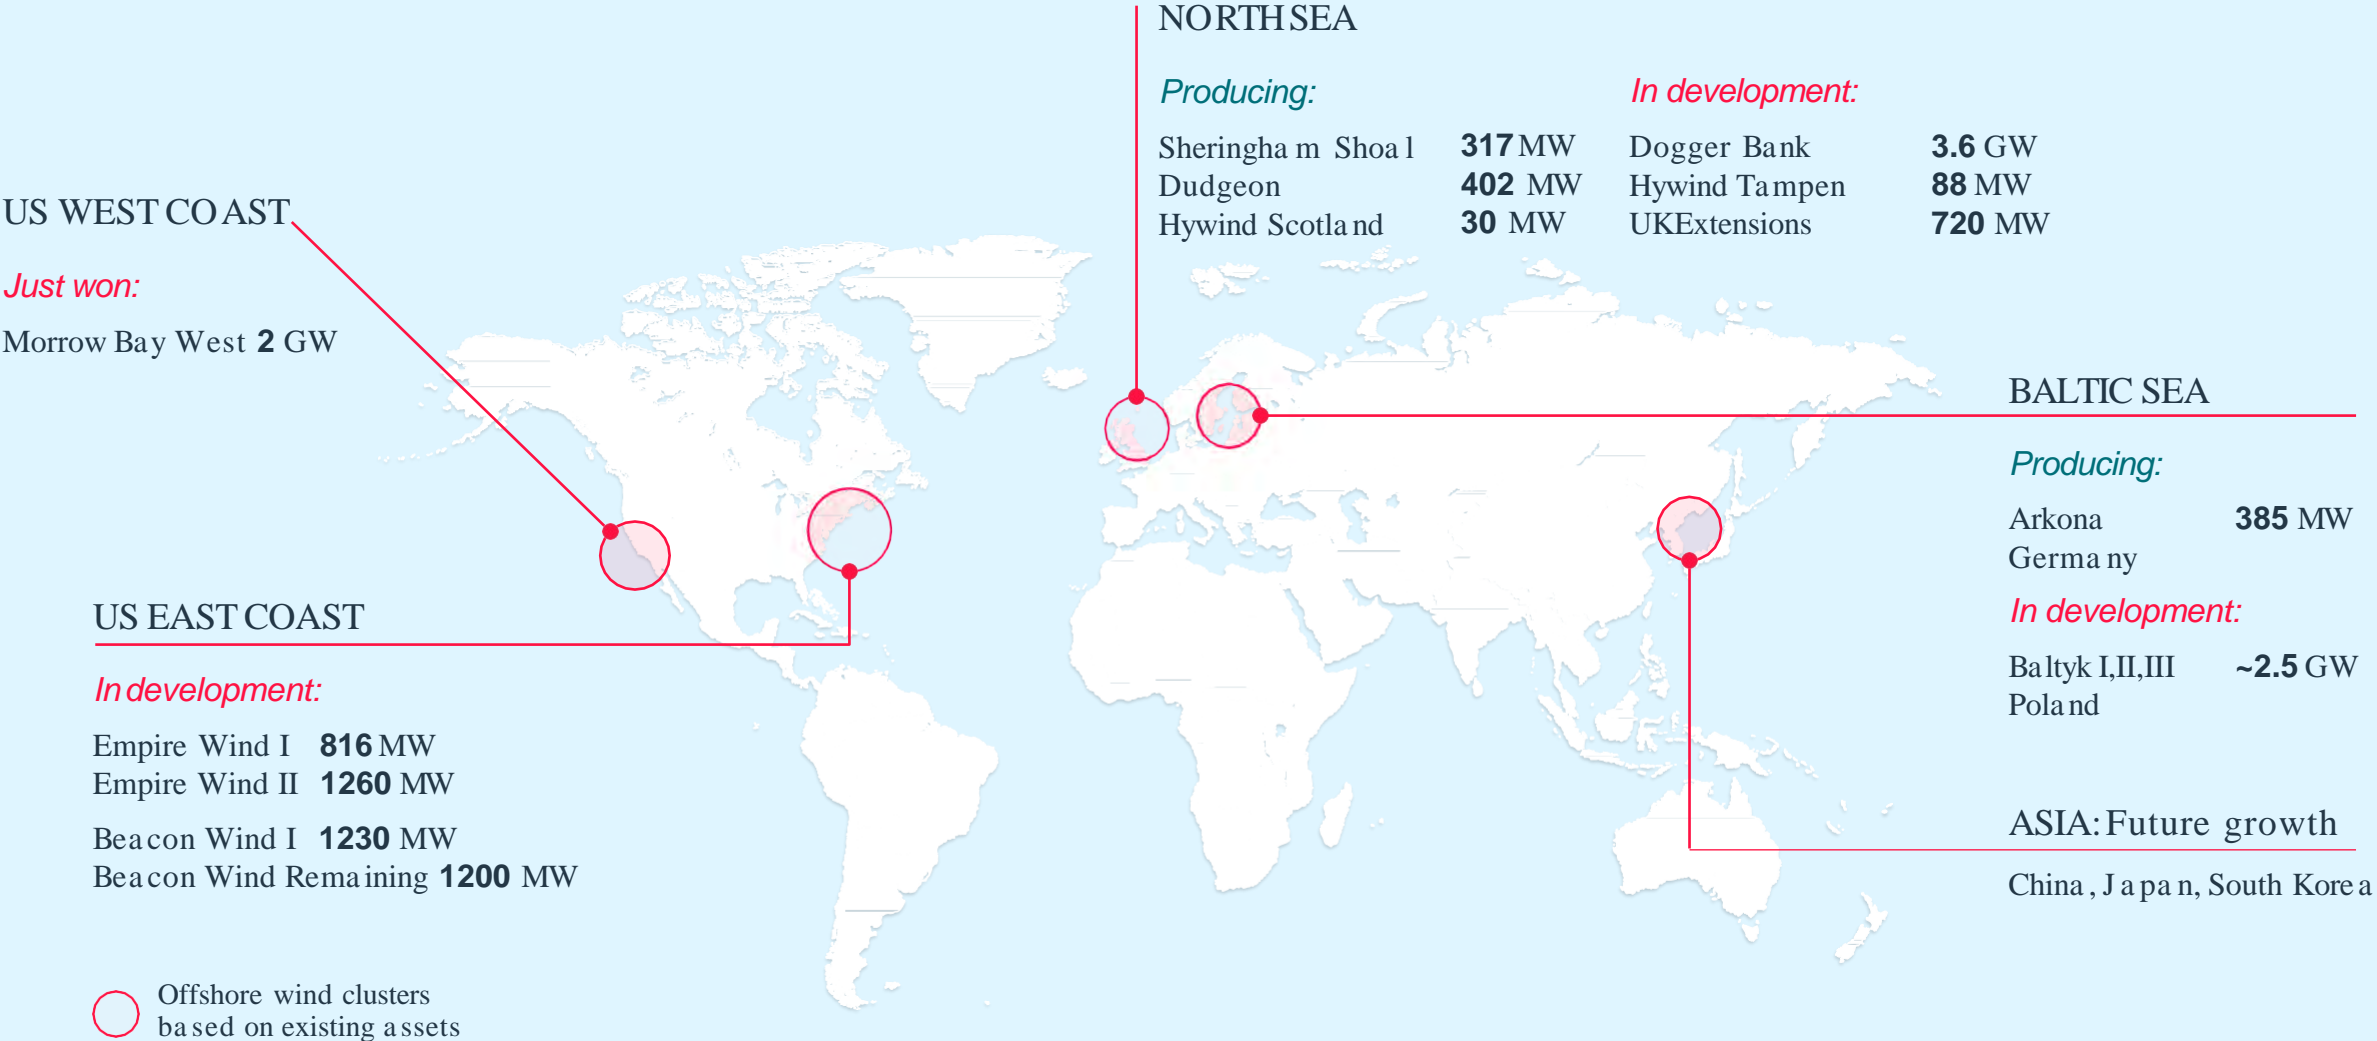 NORTH SEA
Producing:
Sheringham Shoal 317 MW
Dudgeon 402 MW
Hywind Scotland 30 MW
In development:
Dogger Bank 3.6 GW
Hywind Tampen 88 MW
UKExtensions 720 MW
US WEST COAST
Just won:
Morrow Bay West 2 GW
BALTIC SEA
Producing:
Arkona 385 MW
Germany
In development:
Baltyk I,II,III ~2.5 GW
Poland
US EAST COAST
In development:
Empire Wind I 816 MW
Empire Wind II 1260 MW
Beacon Wind I 1230 MW
Beacon Wind Remaining 1200 MW
ASIA: Future growth
China, Japan, South Korea
Offshore wind clusters
based on existing assets